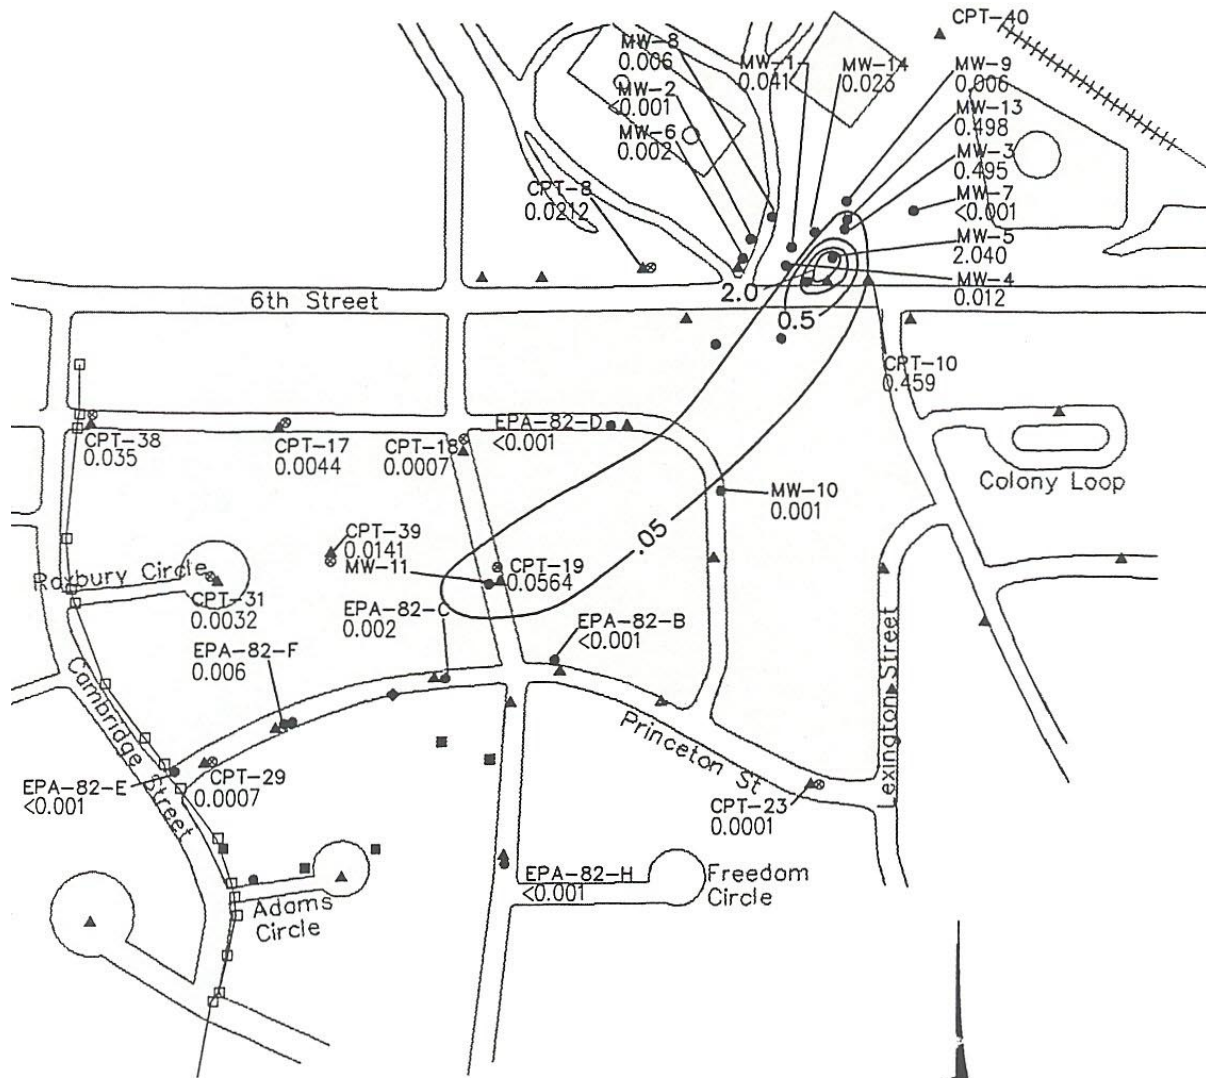 CPT-40
MW-8
0.006
MW-1
0.041
MW-14
0.023
MW-9
0.006
MW-2
<0.001
MW-13
0.498
MW-6
0.002
MW-3
0.495
CPT-8
0.0212
MW-7
<0.001
MW-5
2.040
MW-4
0.012
2.0
6th Street
0.5
CPT-10
0.459
EPA-82-D
<0.001
CPT-38
0.035
CPT-17
0.0044
CPT-18
0.0007
Colony Loop
MW-10
0.001
.05
CPT-39
0.0141
MW-11
CPT-19
0.0564
Roxbury Circle
CPT-31
0.0032
EPA-82-C
0.002
EPA-82-B
<0.001
EPA-82-F
0.006
Cambridge Street
Princeton St
Lexington Street
CPT-29
0.0007
EPA-82-E
<0.001
CPT-23
0.0001
EPA-82-H
<0.001
Freedom
Circle
Adams
Circle